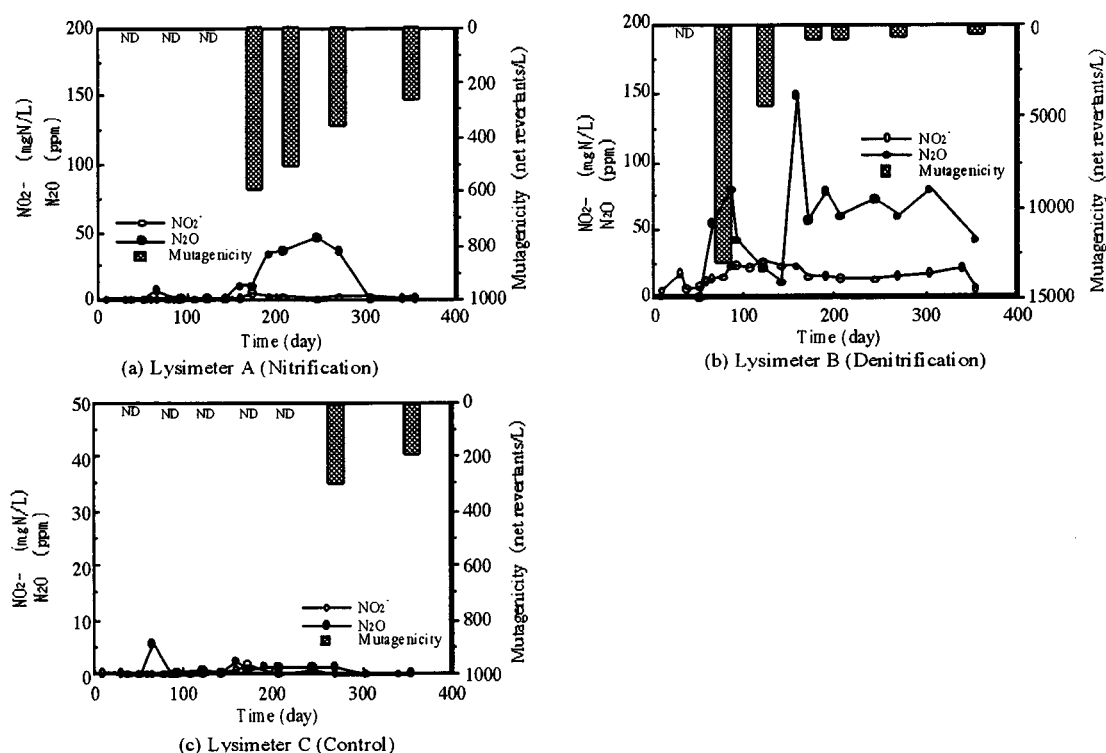 200
150
100
50
0
NO2- (mgN/L)
N2O (ppm)
ND ND ND
NO2-
N2O
Mutagenicity
0
200
400
600
800
1000
Mutagenicity (net revertants/L)
0 100 200 300 400
Time (day)
(a) Lysimeter A (Nitrification)
200
150
100
50
0
NO2- (mgN/L)
N2O (ppm)
ND
NO2-
N2O
Mutagenicity
0
5000
10000
15000
Mutagenicity (net revertants/L)
0 100 200 300 400
Time (day)
(b) Lysimeter B (Denitrification)
50
40
30
20
10
0
NO2- (mgN/L)
N2O (ppm)
ND ND ND ND ND
NO2-
N2O
Mutagenicity
0
200
400
600
800
1000
Mutagenicity (net revertants/L)
0 100 200 300 400
Time (day)
(c) Lysimeter C (Control)